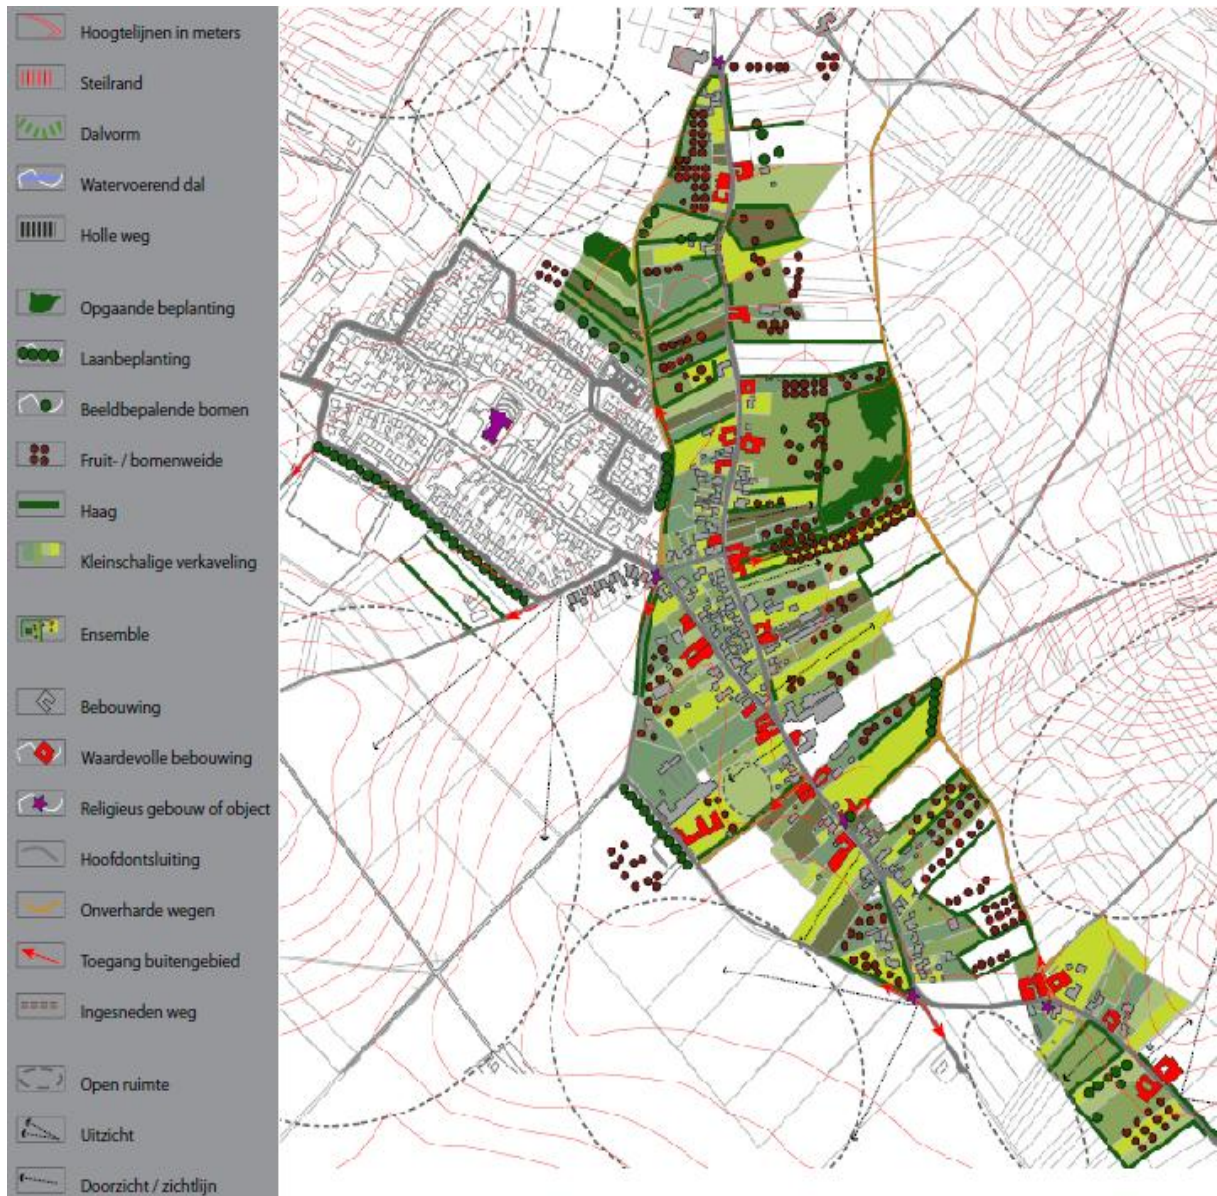 Hoogtelijnen in meters
Steilrand
Dalvorm
Watervoerend dal
Holle weg
Opgaande beplanting
Laanbeplanting
Beeldbepalende bomen
Fruit- / bomenweide
Haag
Kleinschalige verkaveling
Ensemble
Bebouwing
Waardevolle bebouwing
Religieus gebouw of object
Hoofdontsluiting
Onverharde wegen
Toegang buitengebied
Ingesneden weg
Open ruimte
Uitzicht
Doorzicht / zichtlijn